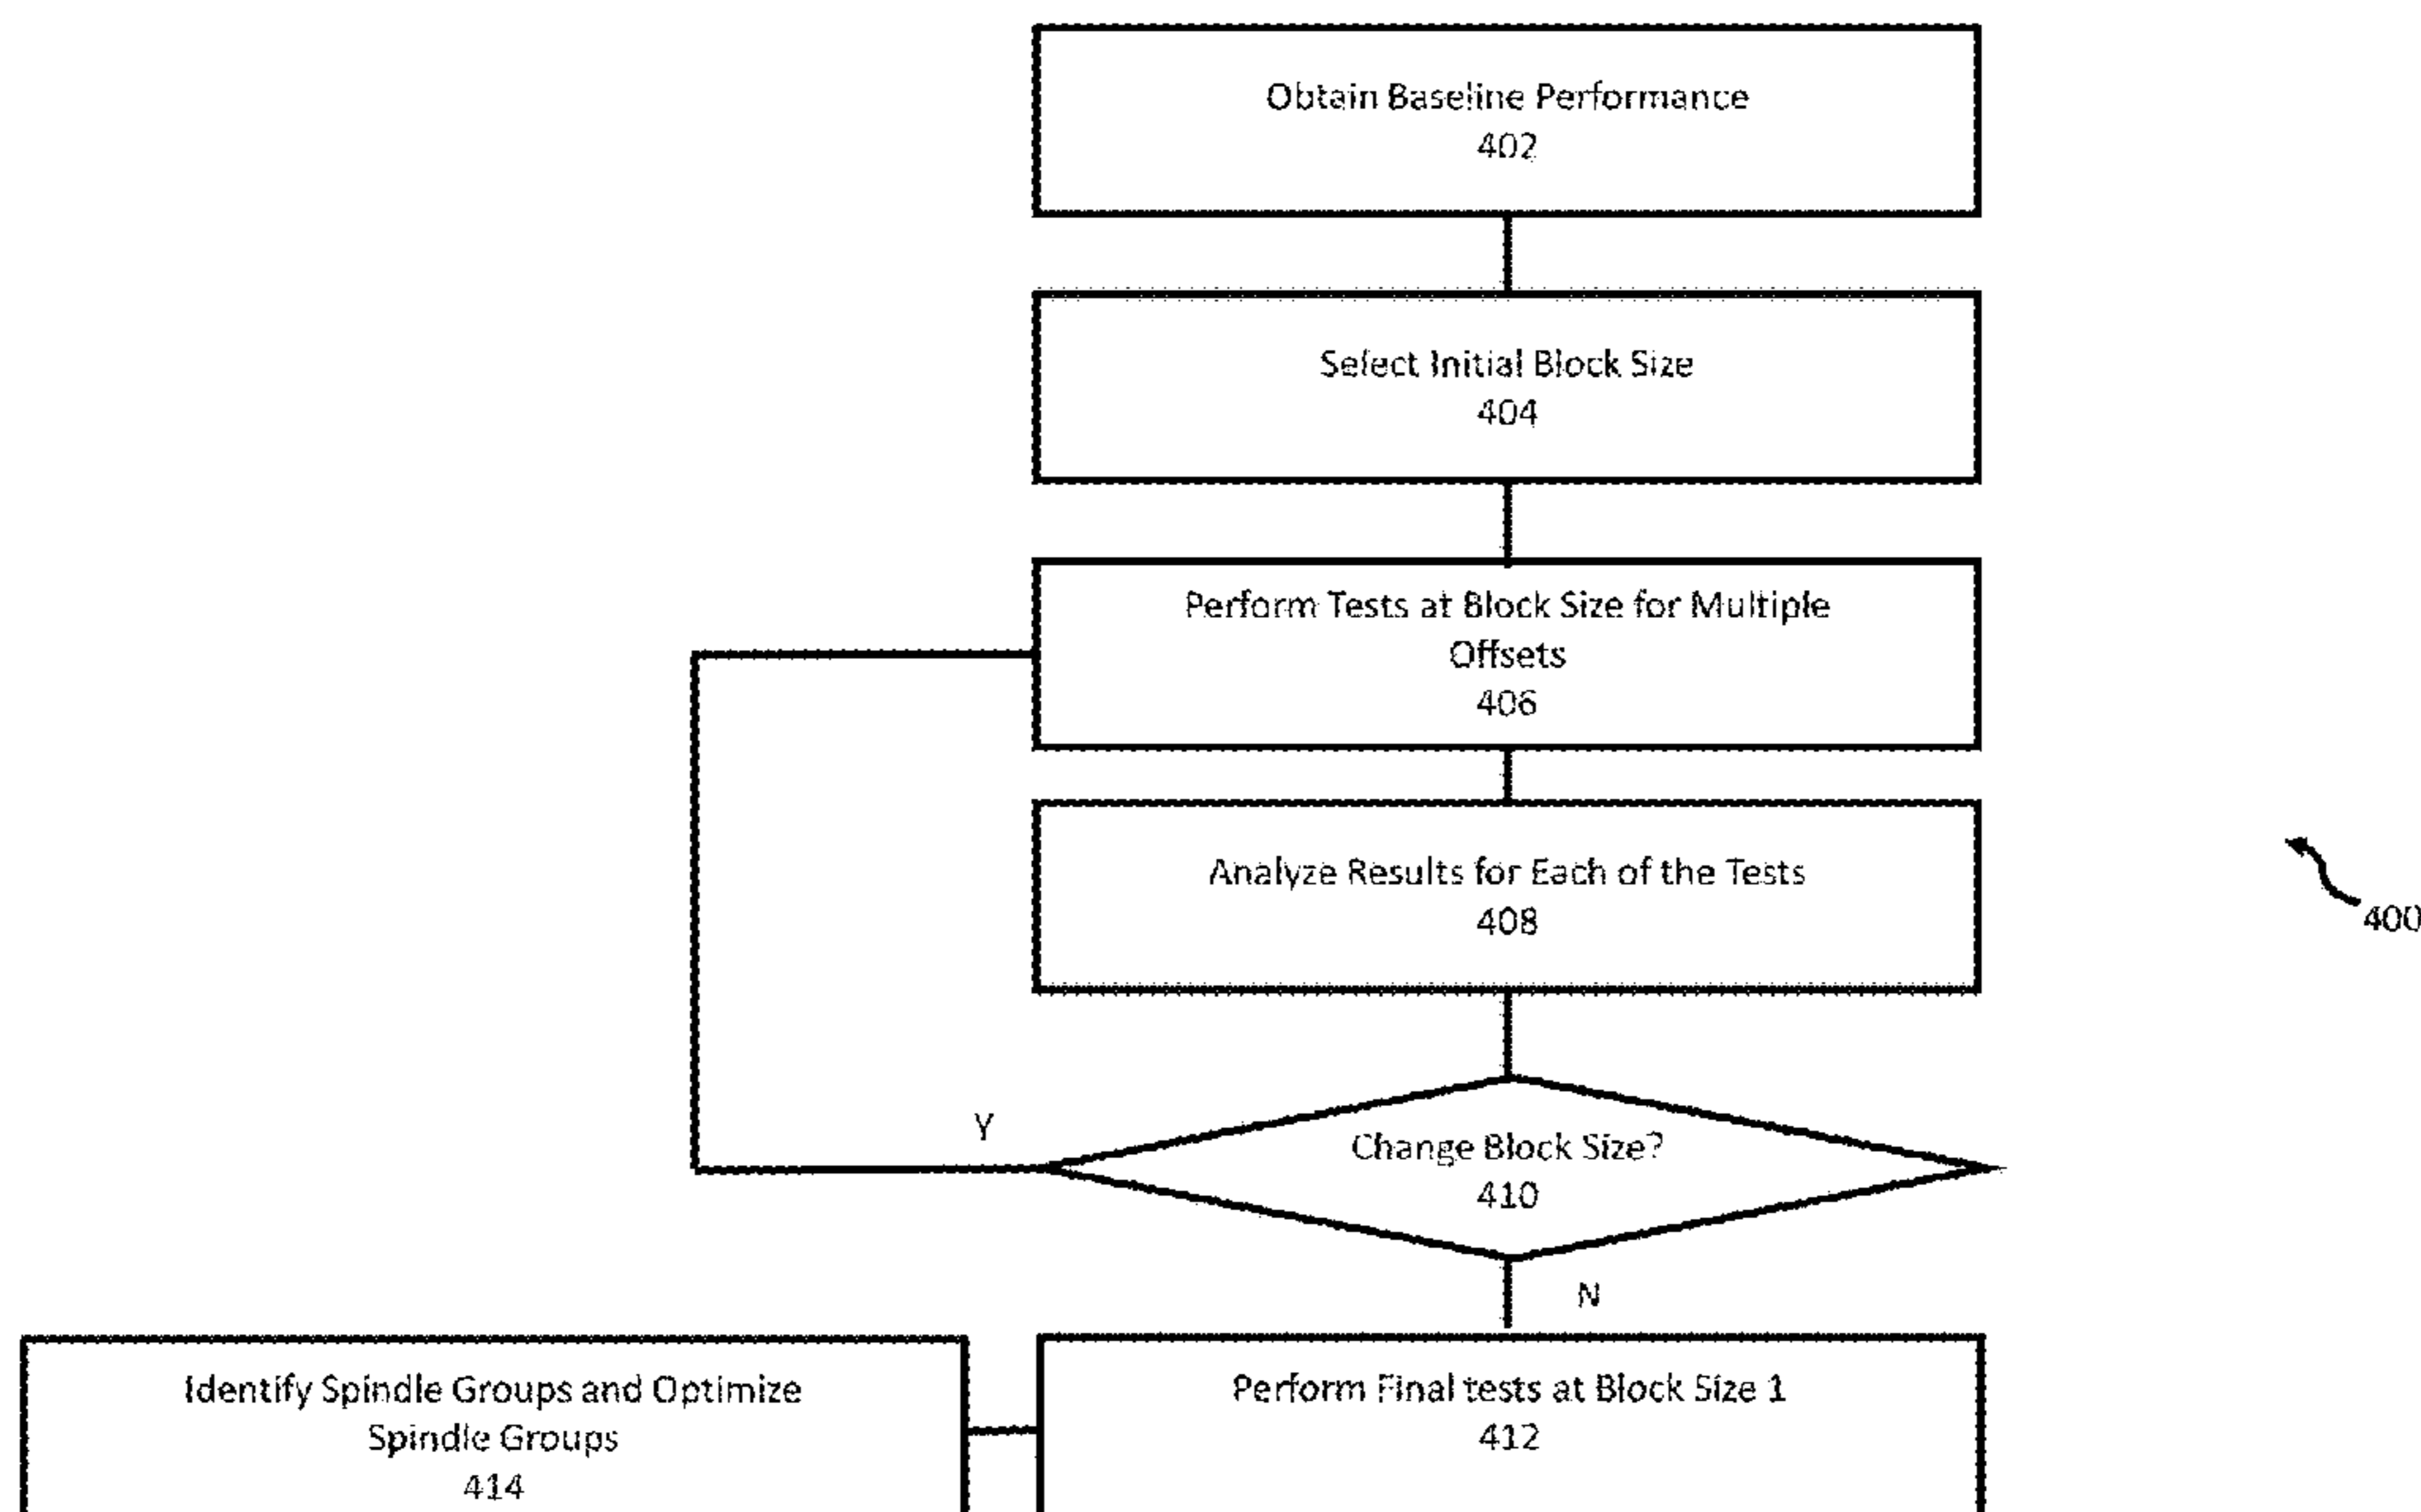 Obtain Baseline Performance
402
Select Initial Block Size
404
Perform Tests at Block Size for Multiple
Offsets
406
Analyze Results for Each of the Tests
408
400
Y
Change Block Size?
410
N
Identify Spindle Groups and Optimize
Spindle Groups
414
Perform Final tests at Block Size 1
412